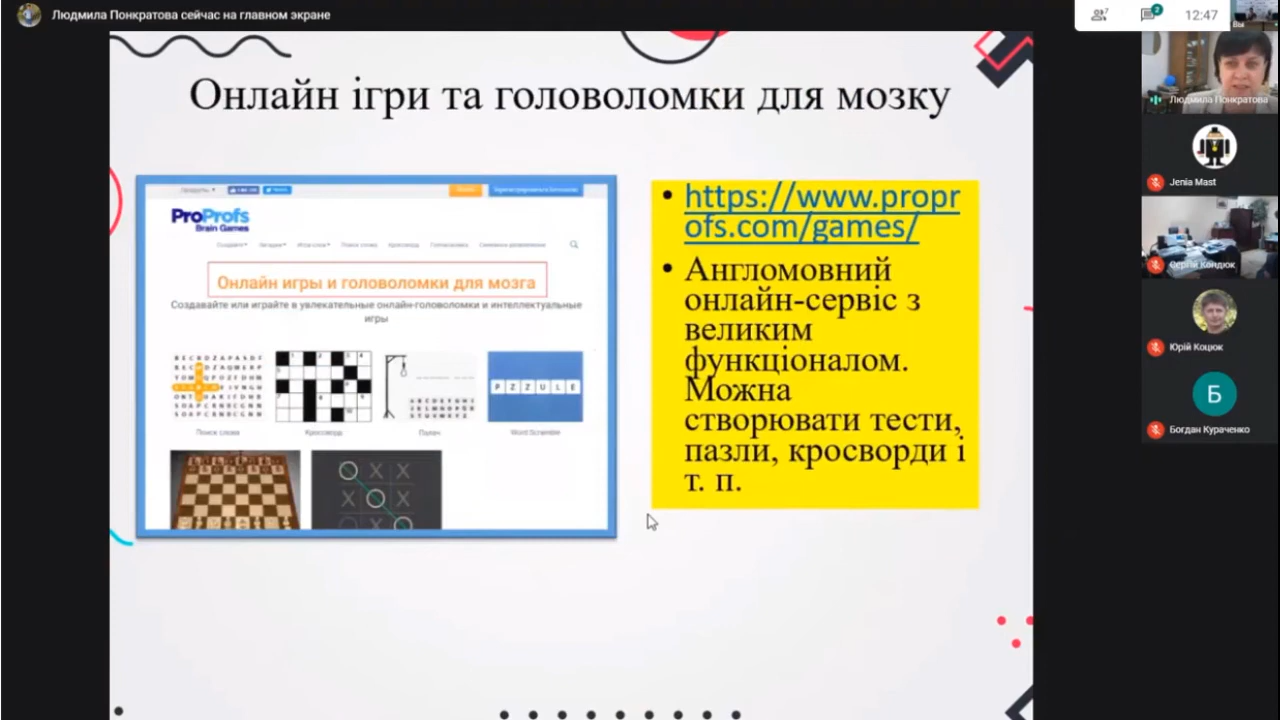 Людмила Понкратова сейчас на главном экране
7
2
12:47
Вы
Онлайн ігри та головоломки для мозку
ProProfs
Brain Games
Онлайн игры и головоломки для мозга
Создавайте или играйте в увлекательные онлайн-головоломки и интеллектуальные
игры
Поиск слова
Кроссворд
Палач
Word Scramble
P Z Z U L E
• https://www.propr
ofs.com/games/
• Англомовний
онлайн-сервіс з
великим
функціоналом.
Можна
створювати тести,
пазли, кросворди і
т. п.
Людмила Понкратова
Jenia Mast
Сергій Кондюк
Юрій Коцюк
Б
Богдан Кураченко